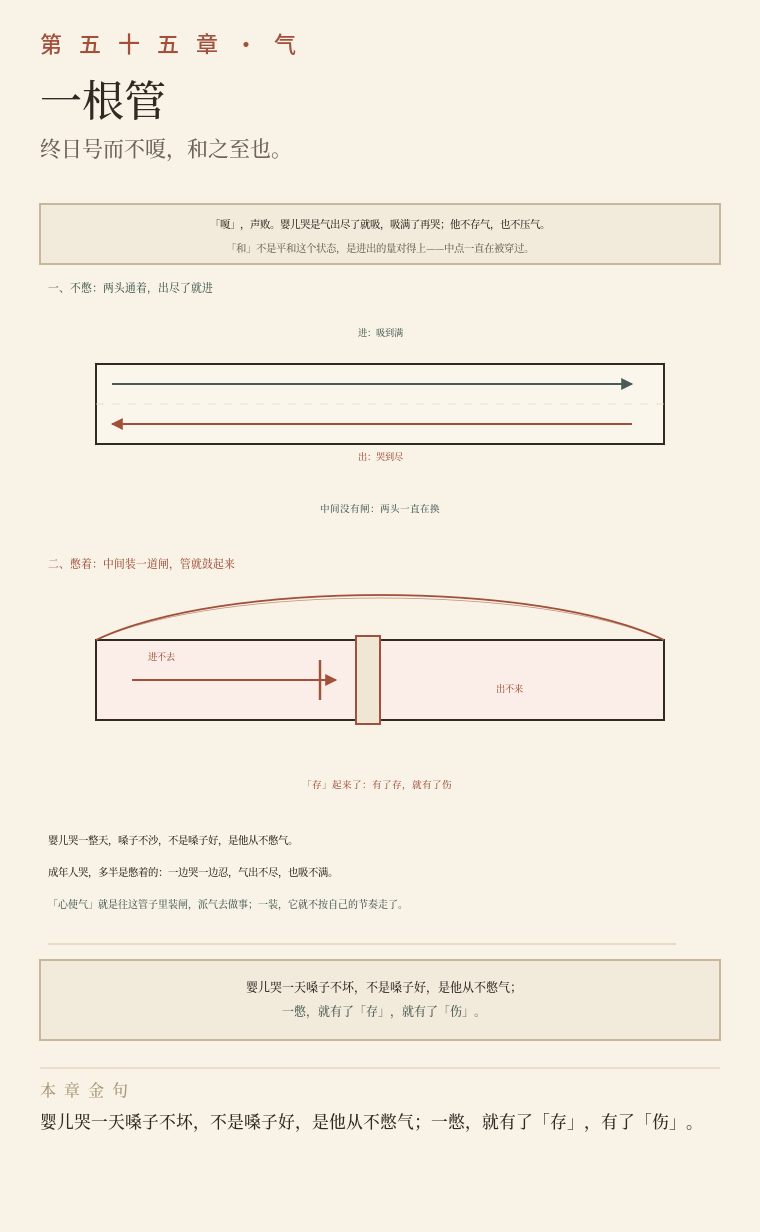 第五十五章・气
一根管
终日号而不嗄，和之至也。
「嗄」，声败。婴儿哭是气出尽了就吸，吸满了再哭；他不存气，也不压气。
「和」不是平和这个状态，是进出的量对得上——中点一直在被穿过。
一、不憋：两头通着，出尽了就进
进：吸到满
出：哭到尽
中间没有闸：两头一直在换
二、憋着：中间装一道闸，管就鼓起来
进不去
出不来
「存」起来了：有了存，就有了伤
婴儿哭一整天，嗓子不沙，不是嗓子好，是他从不憋气。
成年人哭，多半是憋着的：一边哭一边忍，气出不尽，也吸不满。
「心使气」就是往这管子里装闸，派气去做事；一装，它就不按自己的节奏走了。
婴儿哭一天嗓子不坏，不是嗓子好，是他从不憋气；
一憋，就有了「存」，就有了「伤」。
本章金句
婴儿哭一天嗓子不坏，不是嗓子好，是他从不憋气；一憋，就有了「存」，有了「伤」。